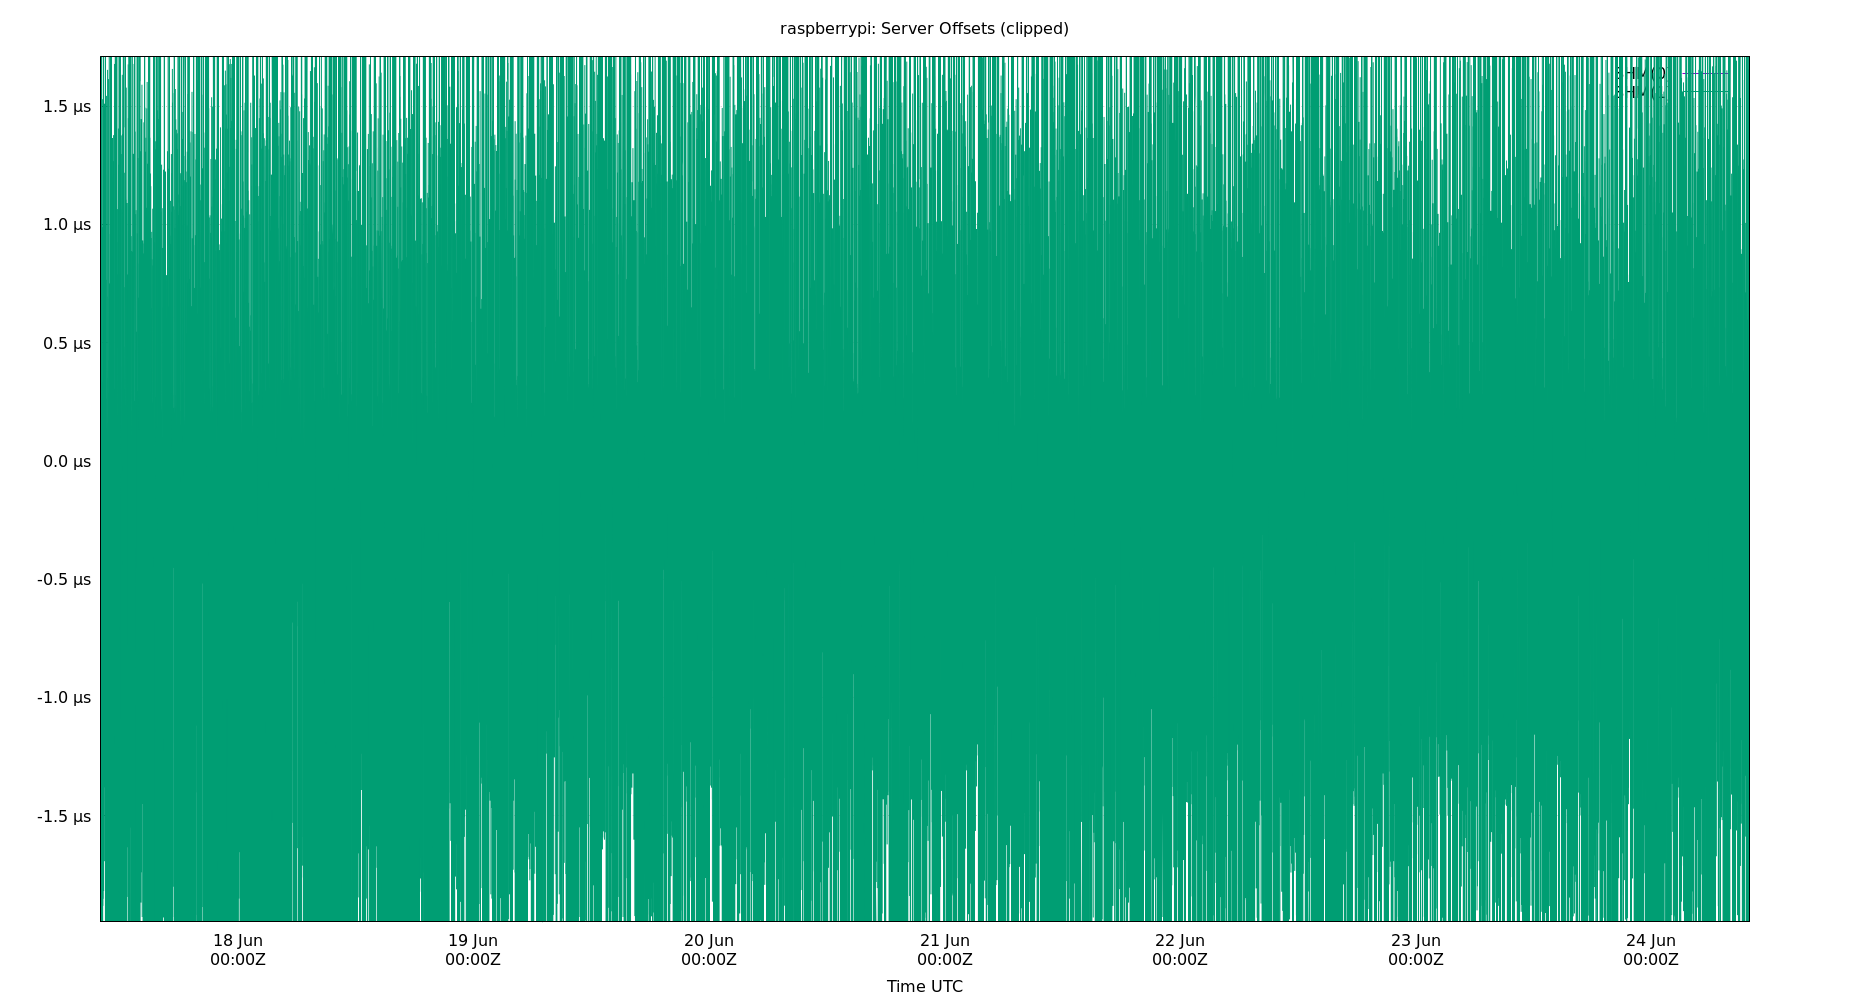 raspberrypi: Server Offsets (clipped)
1.5 µs
1.0 µs
0.5 µs
0.0 µs
-0.5 µs
-1.0 µs
-1.5 µs
18 Jun
00:00Z
19 Jun
00:00Z
20 Jun
00:00Z
21 Jun
00:00Z
22 Jun
00:00Z
23 Jun
00:00Z
24 Jun
00:00Z
Time UTC